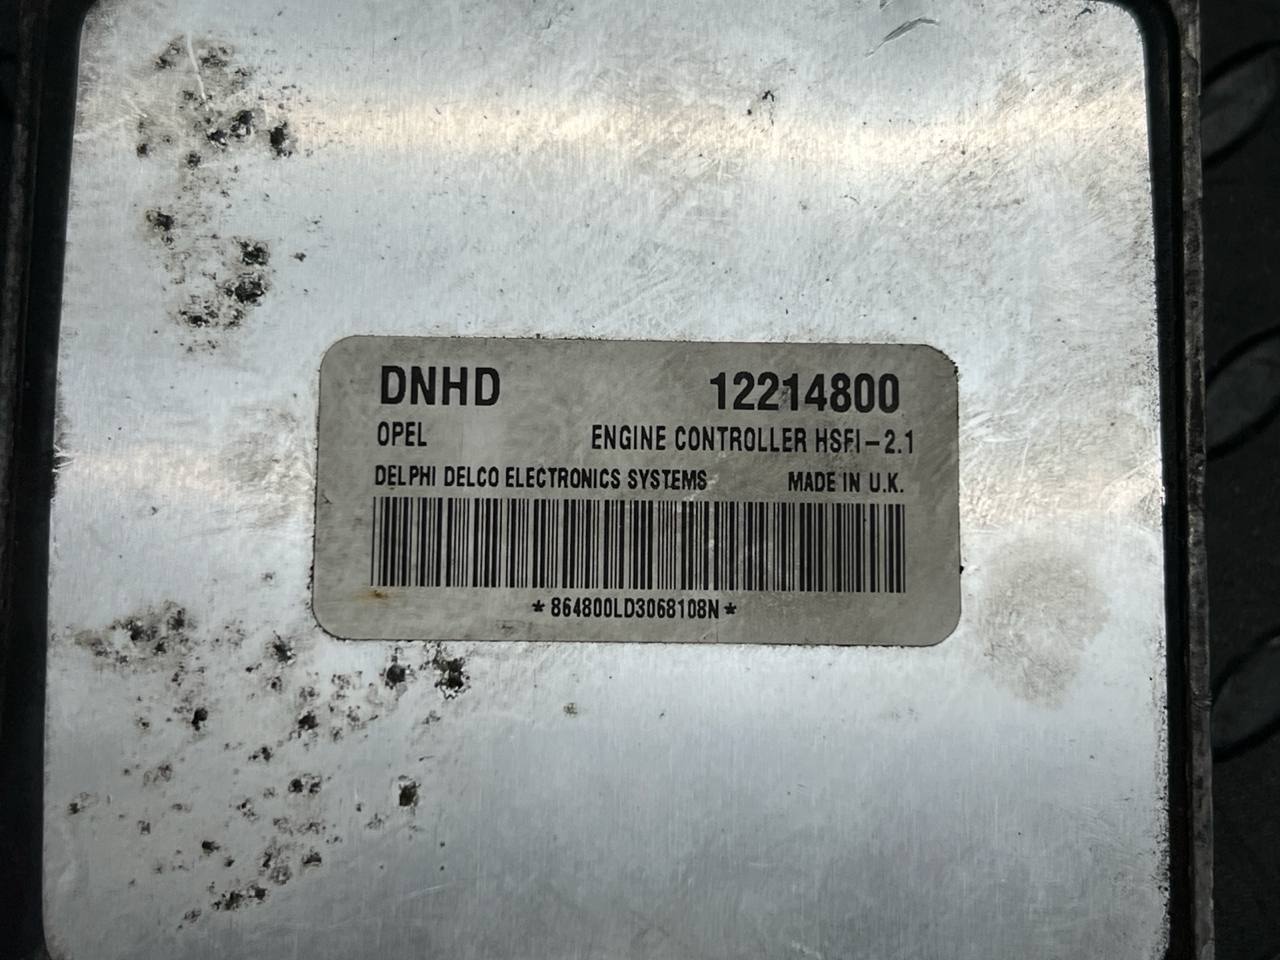 DNHD 12214800
OPEL ENGINE CONTROLLER HSFI-2.1
DELPHI DELCO ELECTRONICS SYSTEMS MADE IN U.K.
*864800LD3068108N*